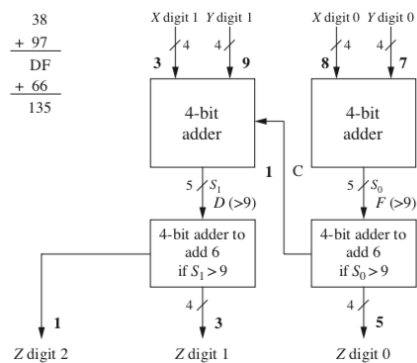 38
+ 97
DF
+ 66
135
X digit 1 Y digit 1
4 4
3 9
4-bit
adder
5 S₁
D (>9)
4-bit adder to
add 6
if S₁ > 9
4
1 3
Z digit 2 Z digit 1
X digit 0 Y digit 0
4 4
8 7
4-bit
adder
1 C
5 S₀
F (>9)
4-bit adder to
add 6
if S₀ > 9
4
5
Z digit 0